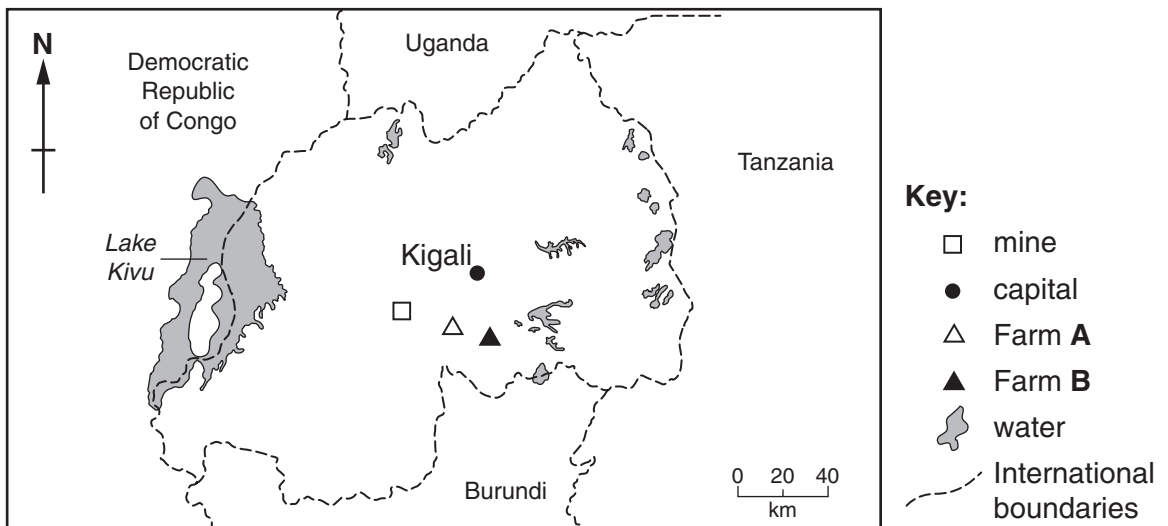 N
Democratic
Republic
of Congo
Uganda
Tanzania
Lake
Kivu
Kigali
Burundi
0 20 40
km
Key:
mine
capital
Farm A
Farm B
water
International
boundaries